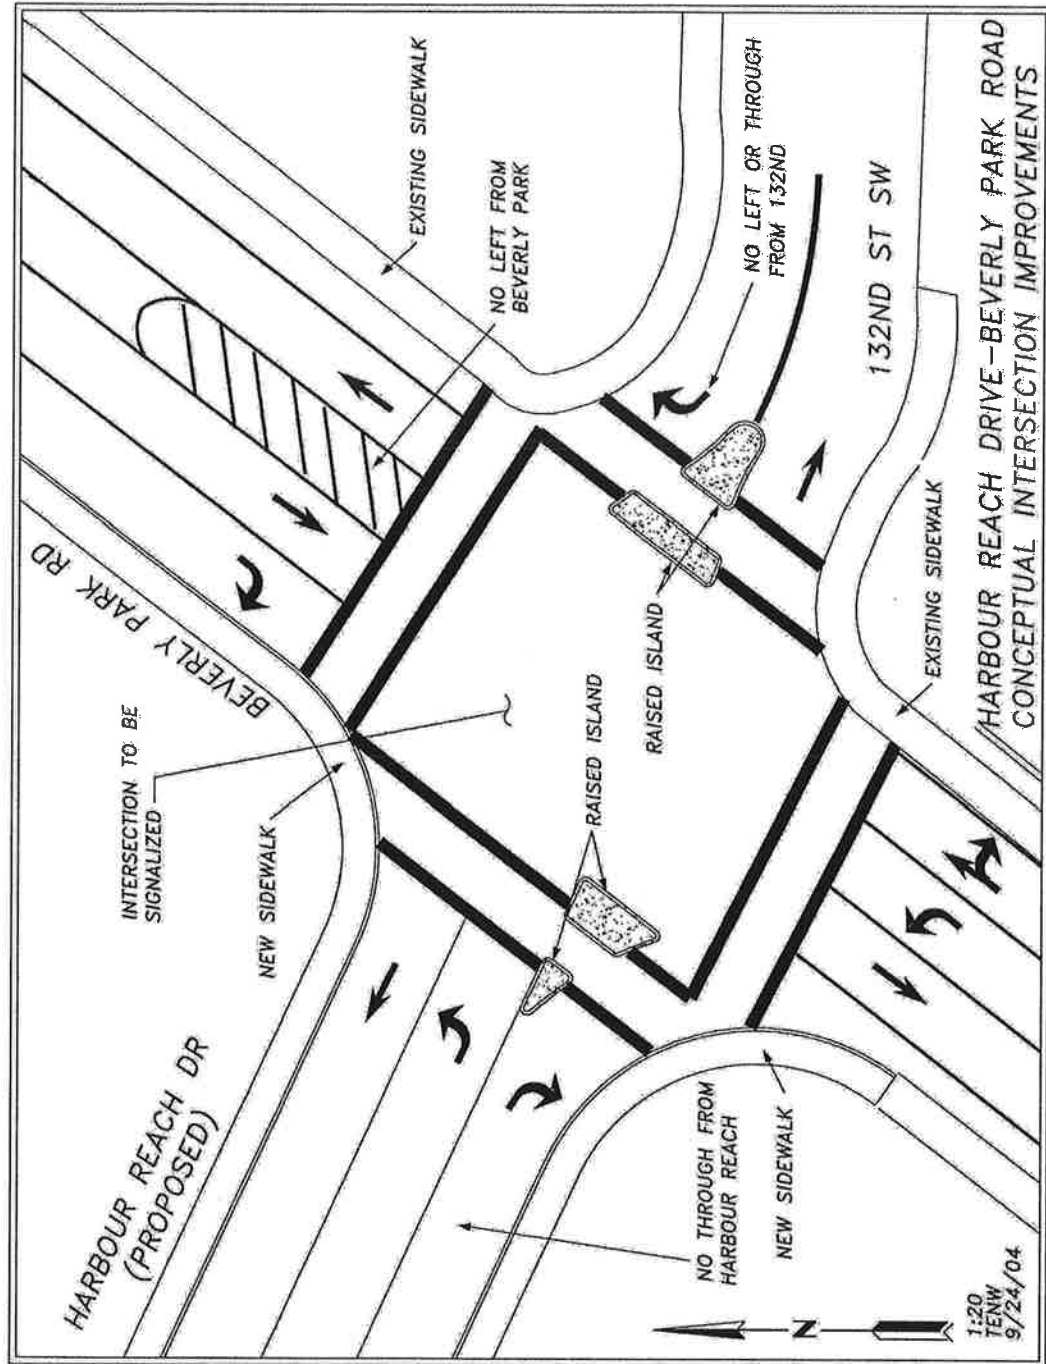 HARBOUR REACH DR
(PROPOSED)
INTERSECTION TO BE
SIGNALIZED
NEW SIDEWALK
BEVERLY PARK RD
EXISTING SIDEWALK
NO LEFT FROM
BEVERLY PARK
RAISED ISLAND
RAISED ISLAND
NO LEFT OR THROUGH
FROM 132ND
132ND ST SW
EXISTING SIDEWALK
NO THROUGH FROM
HARBOUR REACH
NEW SIDEWALK
N
1:20
TENW
9/24/04
HARBOUR REACH DRIVE-BEVERLY PARK ROAD
CONCEPTUAL INTERSECTION IMPROVEMENTS